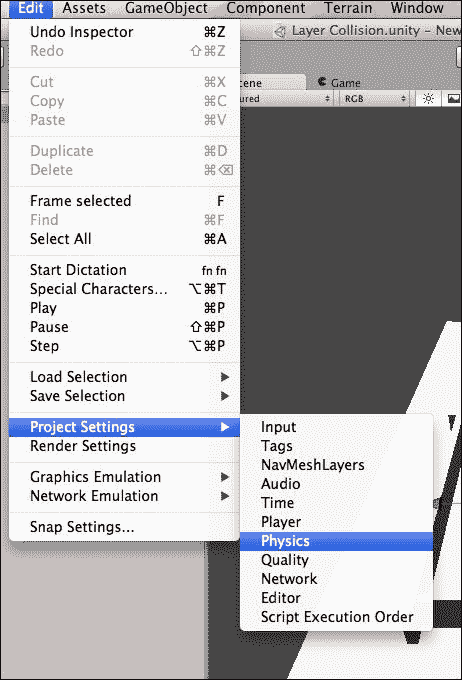 Edit Assets GameObject Component Terrain Window
Layer Collision.unity - New
Undo Inspector ⌘Z
Redo ⇧⌘Z
cene Game
Cut ⌘X
ured RGB
Copy ⌘C
Paste ⌘V
Duplicate ⌘D
Delete ⌘⌫
Frame selected F
Find ⌘F
Select All ⌘A
Start Dictation fn fn
Special Characters... ⌥⌘T
Play ⌘P
Pause ⇧⌘P
Step ⌥⌘P
Load Selection ▶
Save Selection ▶
Project Settings ▶
Render Settings
Graphics Emulation ▶
Network Emulation ▶
Snap Settings...
Input
Tags
NavMeshLayers
Audio
Time
Player
Physics
Quality
Network
Editor
Script Execution Order